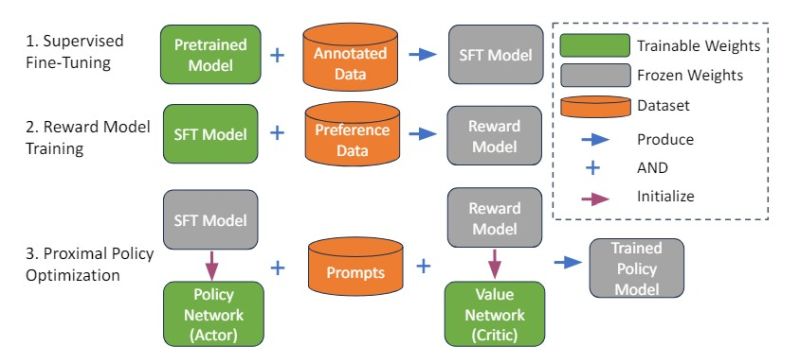 1. Supervised
Fine-Tuning
Pretrained
Model
+
Annotated
Data
SFT Model
2. Reward Model
Training
SFT Model
+
Preference
Data
Reward
Model
3. Proximal Policy
Optimization
SFT Model
Policy
Network
(Actor)
+
Prompts
+
Reward
Model
Value
Network
(Critic)
Trained
Policy
Model
Trainable Weights
Frozen Weights
Dataset
Produce
+
AND
Initialize